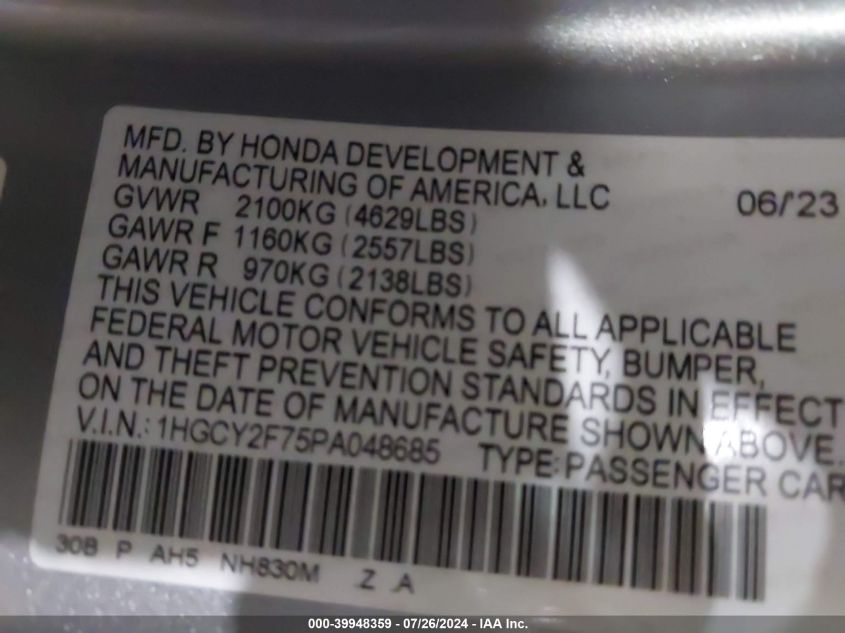 MFD. BY HONDA DEVELOPMENT &
MANUFACTURING OF AMERICA, LLC 06/'23
GVWR 2100KG (4629LBS)
GAWR F 1160KG (2557LBS)
GAWR R 970KG (2138LBS)
THIS VEHICLE CONFORMS TO ALL APPLICABLE
FEDERAL MOTOR VEHICLE SAFETY, BUMPER,
AND THEFT PREVENTION STANDARDS IN EFFECT
ON THE DATE OF MANUFACTURE SHOWN ABOVE.
V.I.N.: 1HGCY2F75PA048685 TYPE: PASSENGER CAR
30B P AH5 NH830M Z A
000-39948359 - 07/26/2024 - IAA Inc.